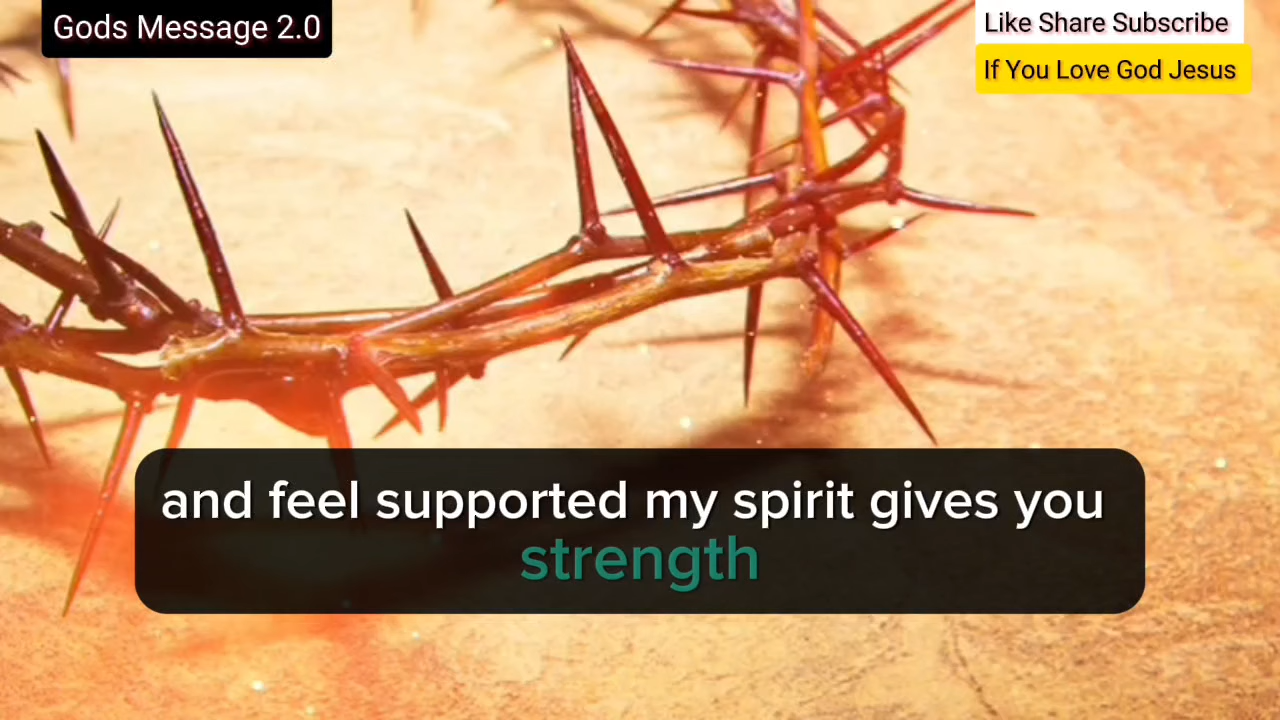 Gods Message 2.0
Like Share Subscribe
If You Love God Jesus
and feel supported my spirit gives you
strength